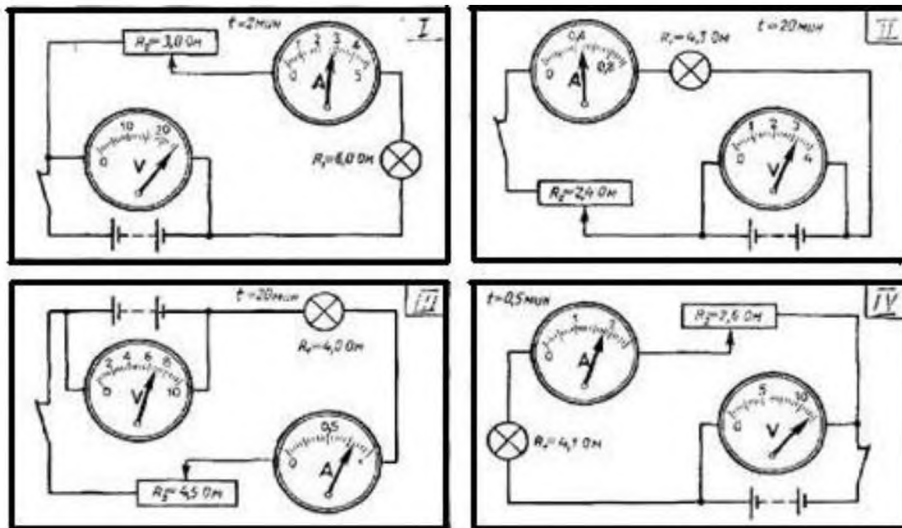 I
t=2мин
R₂=3,0 Ом
0 1 2 3 4 5
A
0 10 20
V
R₁=6,0 Ом
II
t=20мин
0 0,4 0,8
A
R₁=4,3 Ом
R₂=2,4 Ом
0 1 2 3 4
V
III
t=20мин
R₁=4,0 Ом
0 2 4 6 8 10
V
0 0,5 1
A
R₂=4,5 Ом
IV
t=0,5мин
0 1 2
A
R₂=2,6 Ом
R₁=4,1 Ом
0 5 10
V